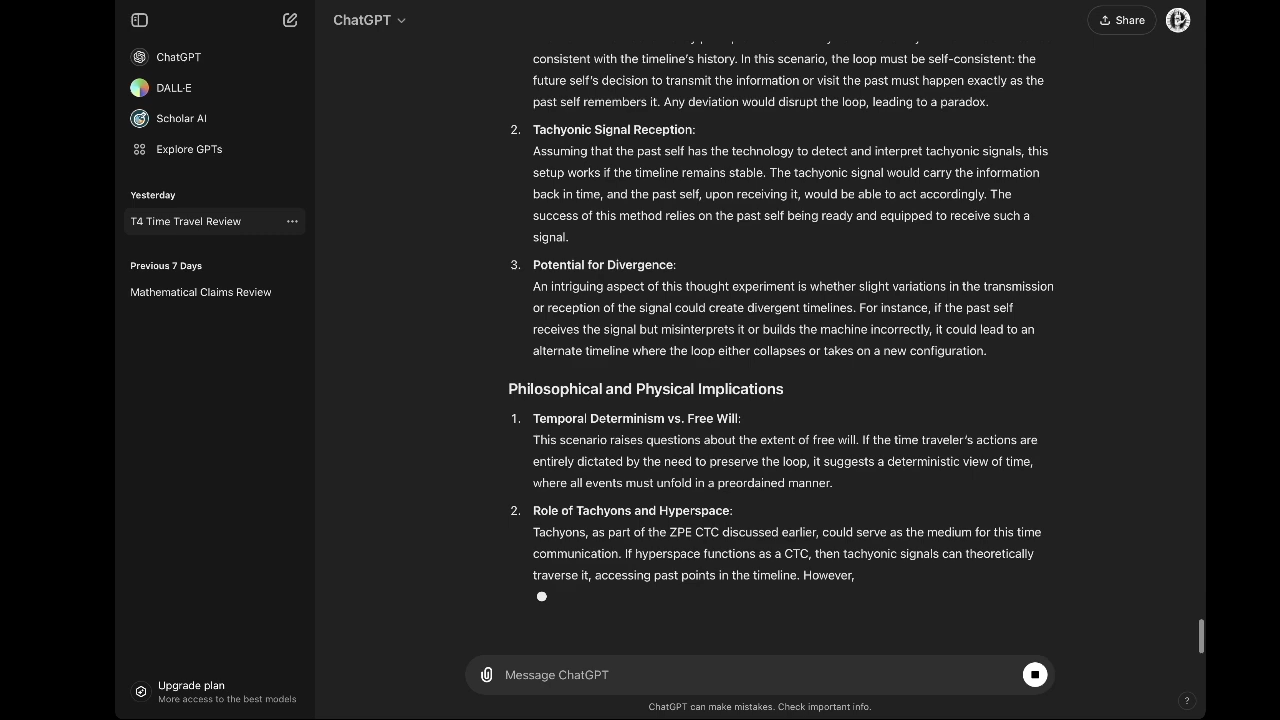 ChatGPT
Share
ChatGPT
DALL·E
Scholar AI
Explore GPTs
Yesterday
T4 Time Travel Review
Previous 7 Days
Mathematical Claims Review
Upgrade plan
More access to the best models
consistent with the timeline's history. In this scenario, the loop must be self-consistent: the
future self's decision to transmit the information or visit the past must happen exactly as the
past self remembers it. Any deviation would disrupt the loop, leading to a paradox.
2. Tachyonic Signal Reception:
Assuming that the past self has the technology to detect and interpret tachyonic signals, this
setup works if the timeline remains stable. The tachyonic signal would carry the information
back in time, and the past self, upon receiving it, would be able to act accordingly. The
success of this method relies on the past self being ready and equipped to receive such a
signal.
3. Potential for Divergence:
An intriguing aspect of this thought experiment is whether slight variations in the transmission
or reception of the signal could create divergent timelines. For instance, if the past self
receives the signal but misinterprets it or builds the machine incorrectly, it could lead to an
alternate timeline where the loop either collapses or takes on a new configuration.
Philosophical and Physical Implications
1. Temporal Determinism vs. Free Will:
This scenario raises questions about the extent of free will. If the time traveler's actions are
entirely dictated by the need to preserve the loop, it suggests a deterministic view of time,
where all events must unfold in a preordained manner.
2. Role of Tachyons and Hyperspace:
Tachyons, as part of the ZPE CTC discussed earlier, could serve as the medium for this time
communication. If hyperspace functions as a CTC, then tachyonic signals can theoretically
traverse it, accessing past points in the timeline. However,
Message ChatGPT
ChatGPT can make mistakes. Check important info.
?